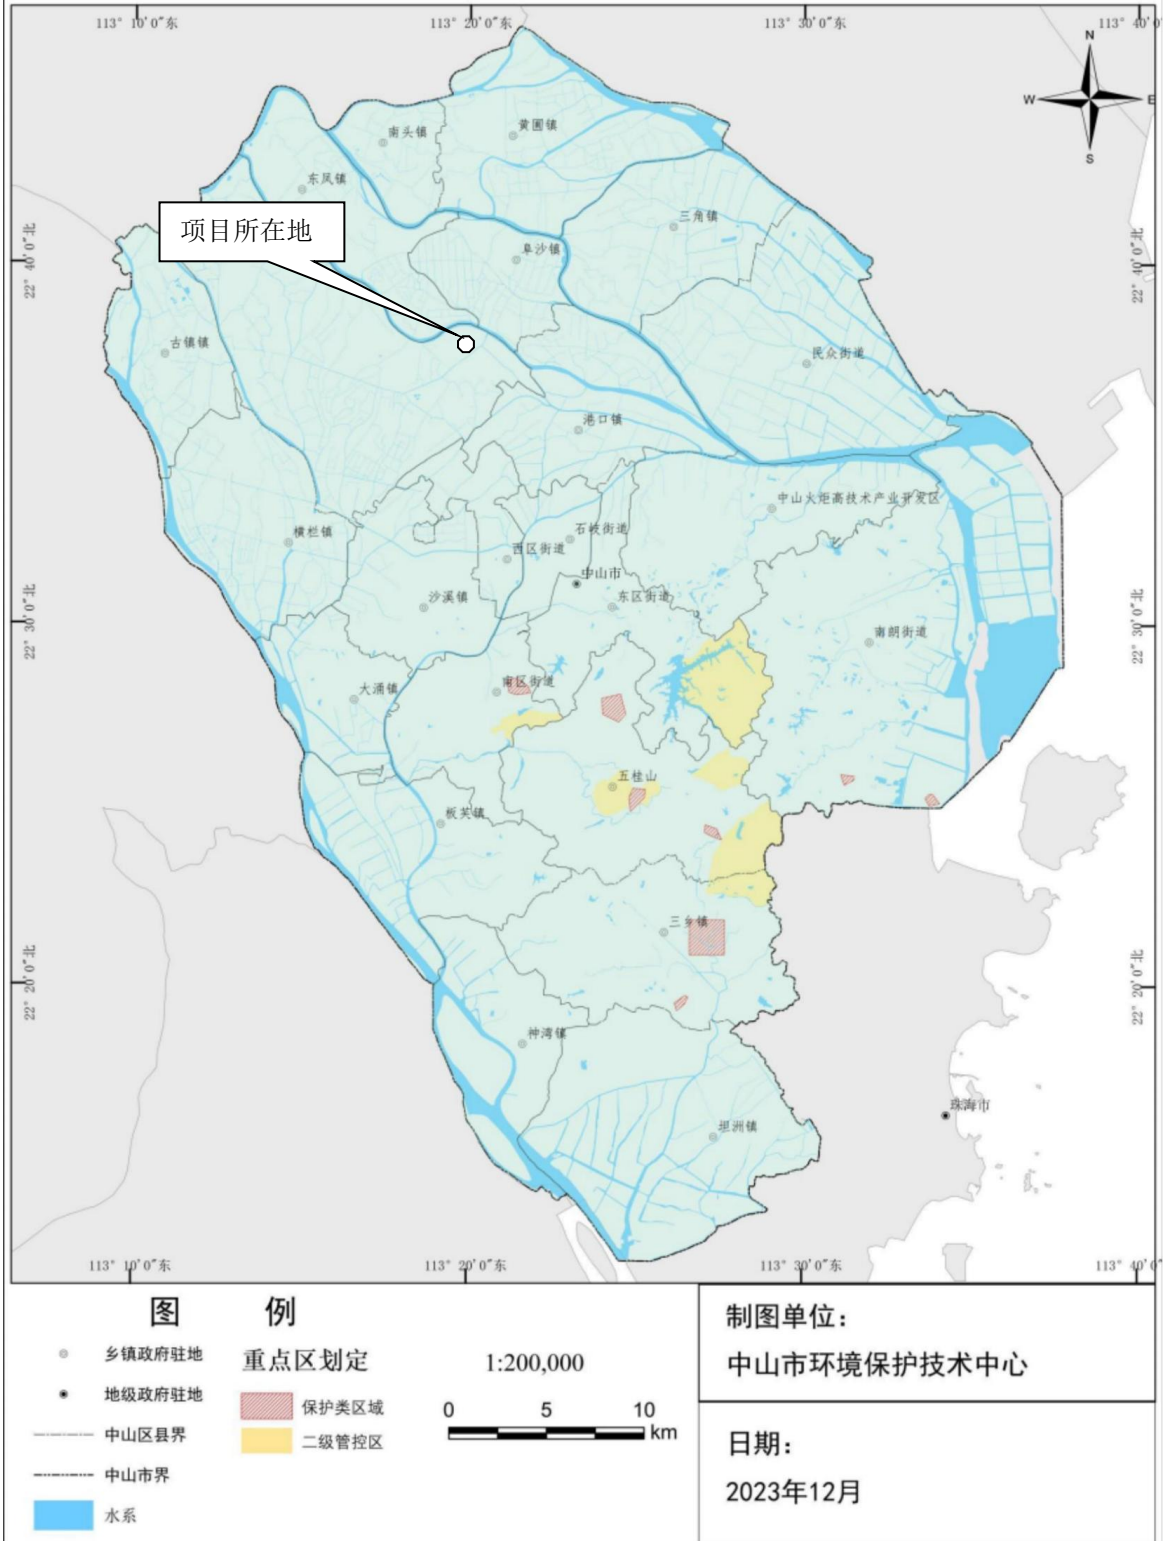 113° 10′0″东
113° 20′0″东
113° 30′0″东
113° 40′0″东
N
W
E
S
黄圃镇
南头镇
东凤镇
三角镇
项目所在地
阜沙镇
22° 40′0″北
22° 40′0″北
古镇镇
民众街道
港口镇
中山火炬高技术产业开发区
横栏镇
石岐街道
西区街道
中山市
沙溪镇
东区街道
22° 30′0″北
22° 30′0″北
南朗街道
大涌镇
南区街道
五桂山
板芙镇
三乡镇
22° 20′0″北
22° 20′0″北
神湾镇
珠海市
坦洲镇
113° 10′0″东
113° 20′0″东
113° 30′0″东
113° 40′0″东
图 例
乡镇政府驻地
地级政府驻地
中山区县界
中山市界
水系
重点区划定
保护类区域
二级管控区
1:200,000
0 5 10
km
制图单位：
中山市环境保护技术中心
日期：
2023年12月